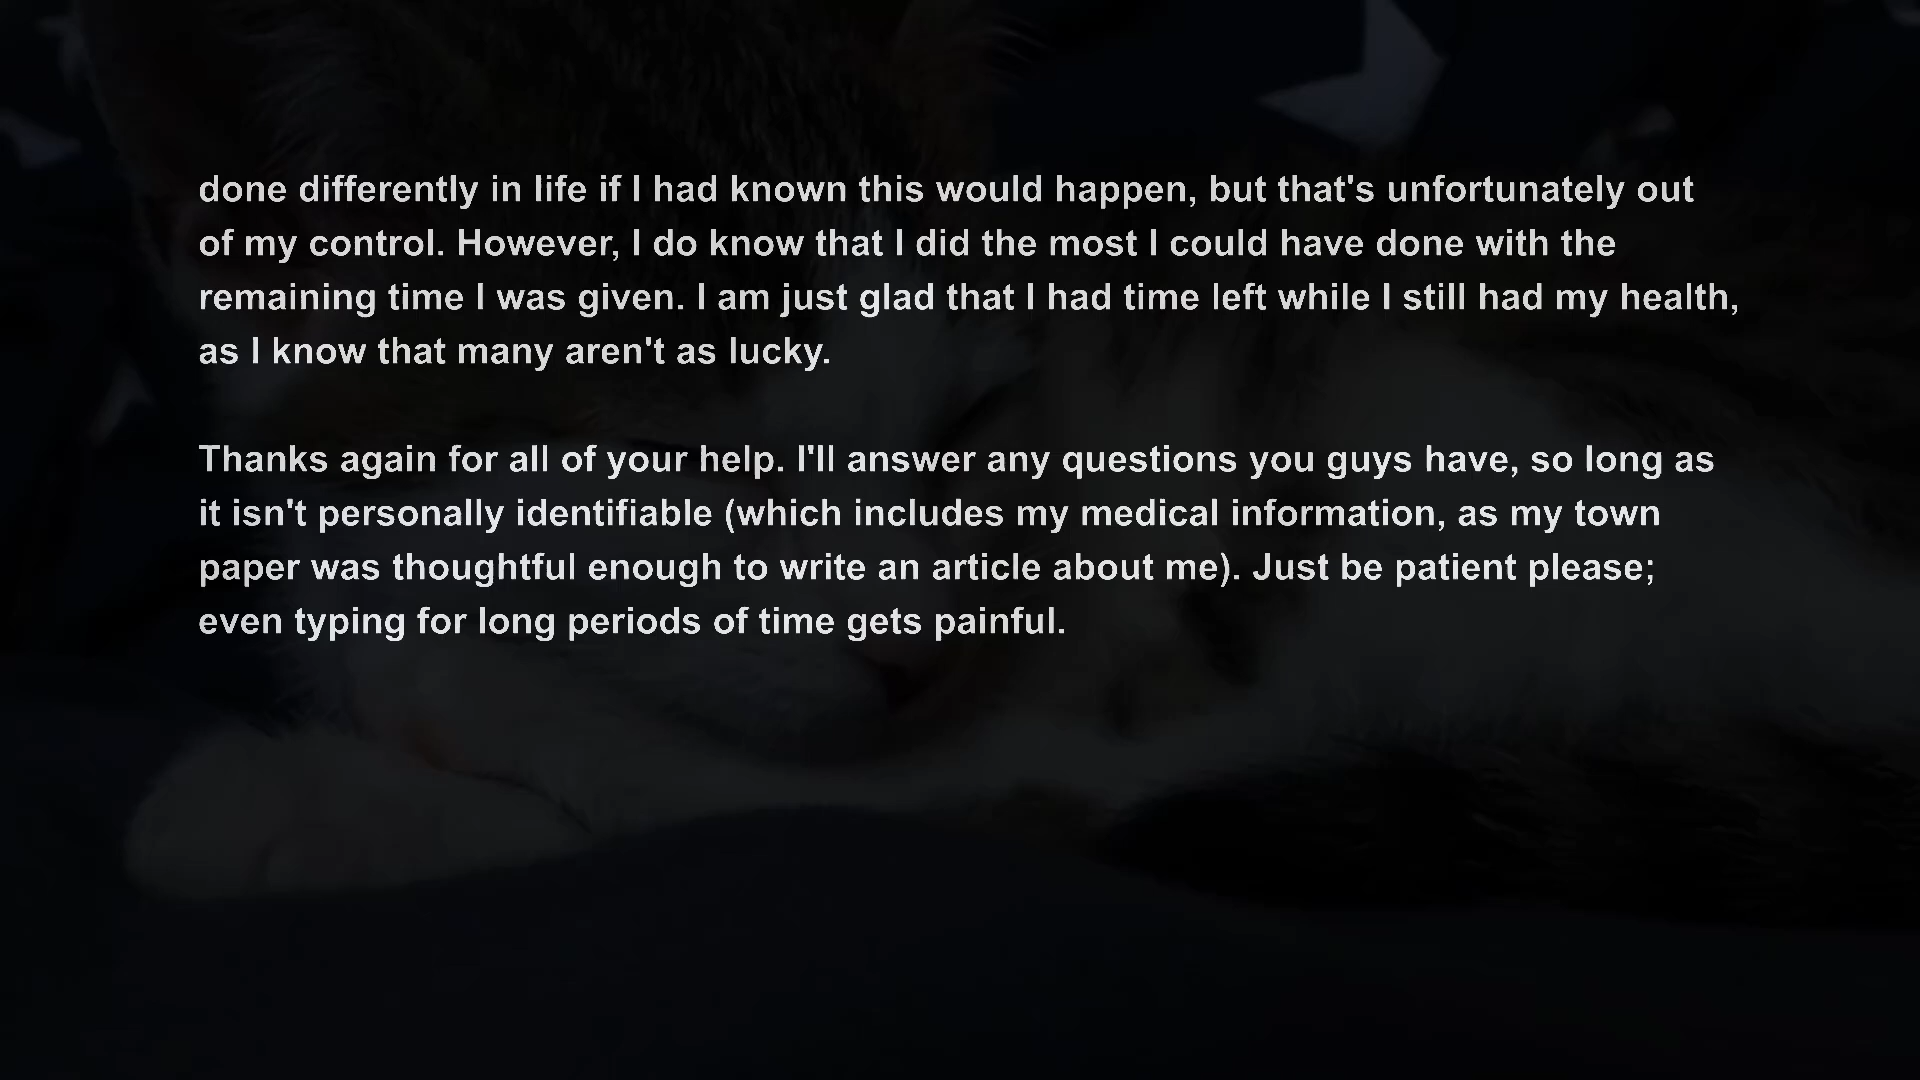 done differently in life if I had known this would happen, but that's unfortunately out
of my control. However, I do know that I did the most I could have done with the
remaining time I was given. I am just glad that I had time left while I still had my health,
as I know that many aren't as lucky.
Thanks again for all of your help. I'll answer any questions you guys have, so long as
it isn't personally identifiable (which includes my medical information, as my town
paper was thoughtful enough to write an article about me). Just be patient please;
even typing for long periods of time gets painful.